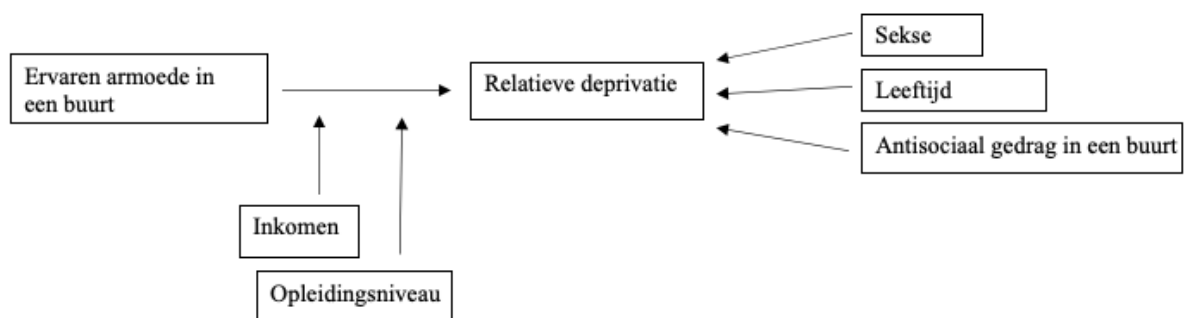 Ervaren armoede in
een buurt
Relatieve deprivatie
Sekse
Leeftijd
Antisociaal gedrag in een buurt
Inkomen
Opleidingsniveau